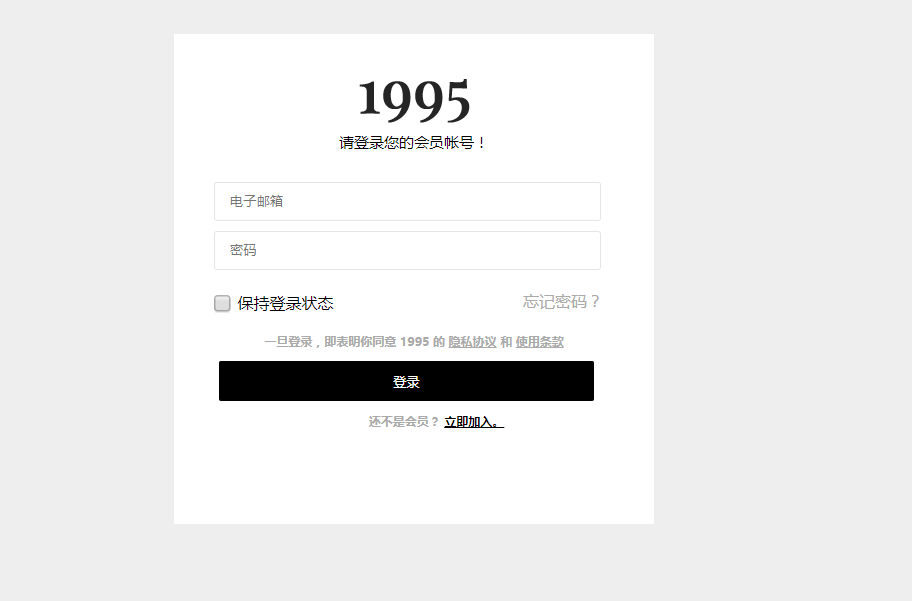 1995
请登录您的会员帐号！
电子邮箱
密码
保持登录状态 忘记密码？
一旦登录，即表明你同意 1995 的 隐私协议 和 使用条款
登录
还不是会员？ 立即加入。